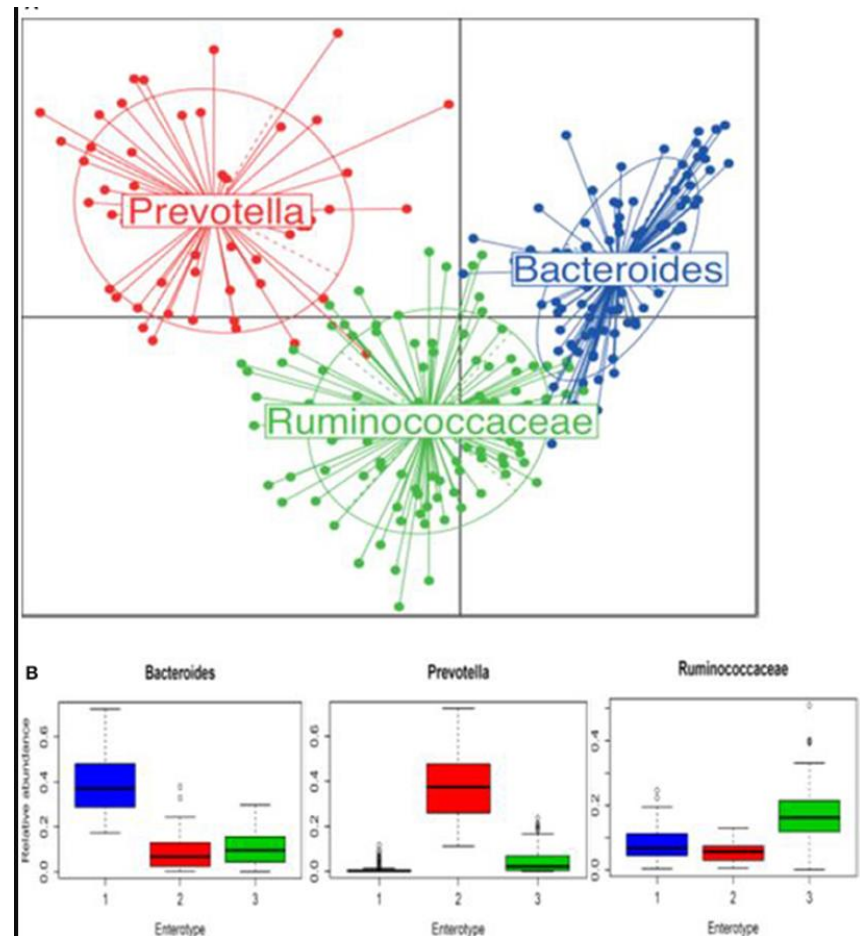 Prevotella
Bacteroides
Ruminococcaceae
B
Bacteroides
Prevotella
Ruminococcaceae
Relative abundance
0.0 0.2 0.4 0.6
0.0 0.2 0.4 0.6
0.0 0.2 0.4
1 2 3
1 2 3
1 2 3
Enterotype
Enterotype
Enterotype